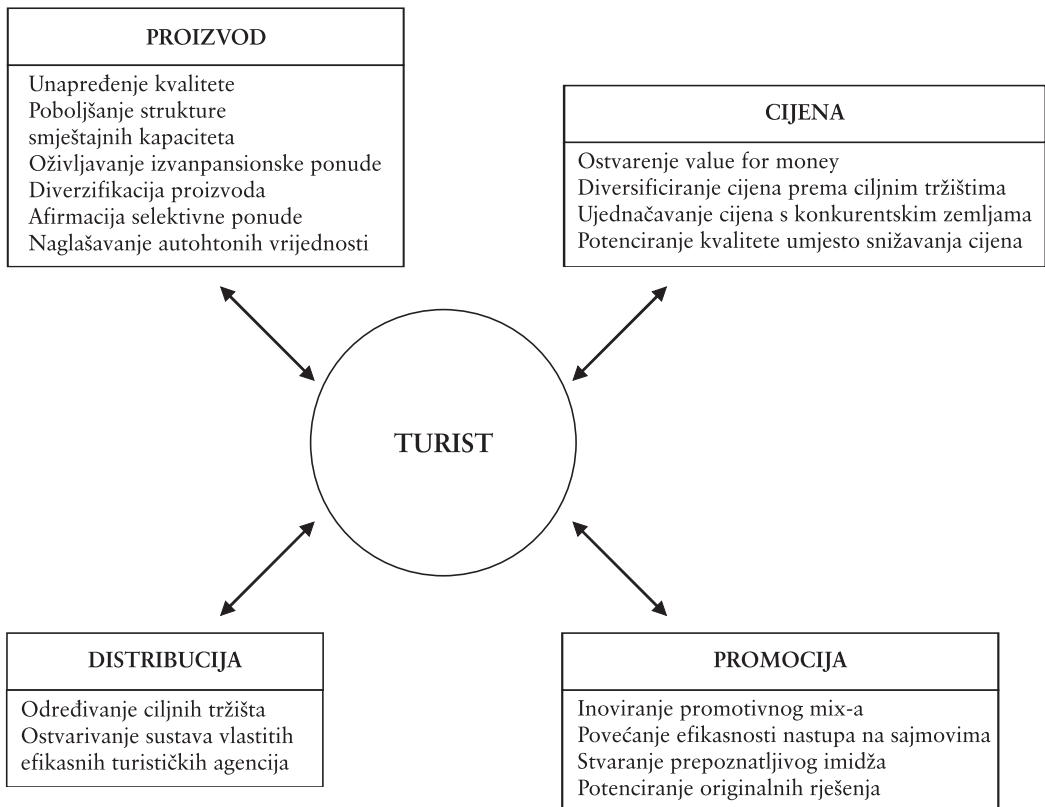 PROIZVOD
Unapređenje kvalitete
Poboljšanje strukture
smještajnih kapaciteta
Oživljavanje izvanpansionske ponude
Diverzifikacija proizvoda
Afirmacija selektivne ponude
Naglašavanje autohtonih vrijednosti
CIJENA
Ostvarenje value for money
Diversificiranje cijena prema ciljnim tržištima
Ujednačavanje cijena s konkurentskim zemljama
Potenciranje kvalitete umjesto snižavanja cijena
TURIST
DISTRIBUCIJA
Određivanje ciljnih tržišta
Ostvarivanje sustava vlastitih
efikasnih turističkih agencija
PROMOCIJA
Inoviranje promotivnog mix-a
Povećanje efikasnosti nastupa na sajmovima
Stvaranje prepoznatljivog imidža
Potenciranje originalnih rješenja